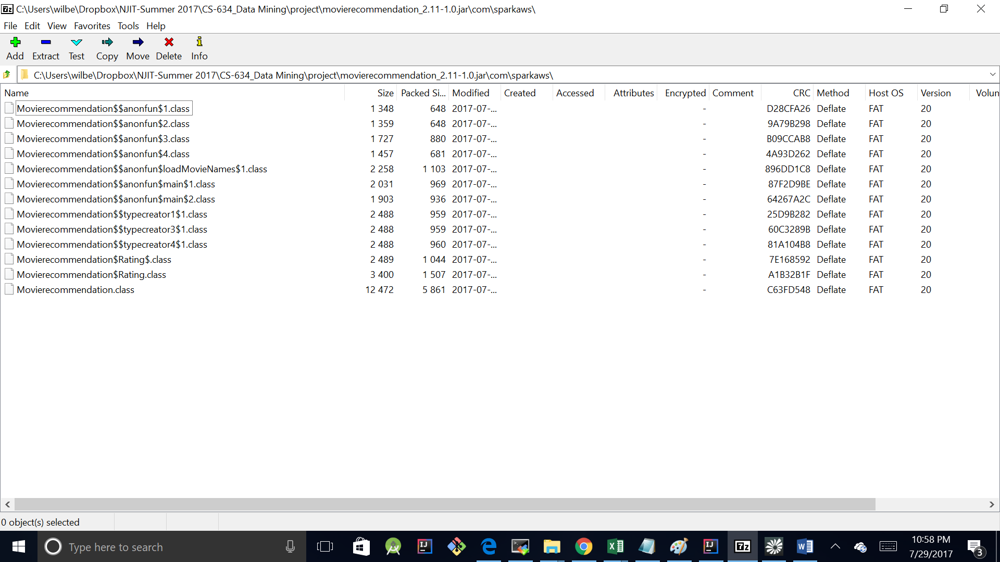 7z C:\Users\wilbe\Dropbox\NJIT-Summer 2017\CS-634_Data Mining\project\movierecommendation_2.11-1.0.jar\com\sparkaws\
File Edit View Favorites Tools Help
Add Extract Test Copy Move Delete Info
C:\Users\wilbe\Dropbox\NJIT-Summer 2017\CS-634_Data Mining\project\movierecommendation_2.11-1.0.jar\com\sparkaws\
Name Size Packed Si... Modified Created Accessed Attributes Encrypted Comment CRC Method Host OS Version Volun
Movierecommendation$$anonfun$1.class 1 348 648 2017-07-... - D28CFA26 Deflate FAT 20
Movierecommendation$$anonfun$2.class 1 359 648 2017-07-... - 9A79B298 Deflate FAT 20
Movierecommendation$$anonfun$3.class 1 727 880 2017-07-... - B09CCAB8 Deflate FAT 20
Movierecommendation$$anonfun$4.class 1 457 681 2017-07-... - 4A93D262 Deflate FAT 20
Movierecommendation$$anonfun$loadMovieNames$1.class 2 258 1 103 2017-07-... - 896DD1C8 Deflate FAT 20
Movierecommendation$$anonfun$main$1.class 2 031 969 2017-07-... - 87F2D9BE Deflate FAT 20
Movierecommendation$$anonfun$main$2.class 1 903 936 2017-07-... - 64267A2C Deflate FAT 20
Movierecommendation$$typecreator1$1.class 2 488 959 2017-07-... - 25D9B282 Deflate FAT 20
Movierecommendation$$typecreator3$1.class 2 488 959 2017-07-... - 60C3289B Deflate FAT 20
Movierecommendation$$typecreator4$1.class 2 488 960 2017-07-... - 81A104B8 Deflate FAT 20
Movierecommendation$Rating$.class 2 489 1 044 2017-07-... - 7E168592 Deflate FAT 20
Movierecommendation$Rating.class 3 400 1 507 2017-07-... - A1B32B1F Deflate FAT 20
Movierecommendation.class 12 472 5 861 2017-07-... - C63FD548 Deflate FAT 20
0 object(s) selected
Type here to search IJ IJ 7z 10:58 PM
7/29/2017 3